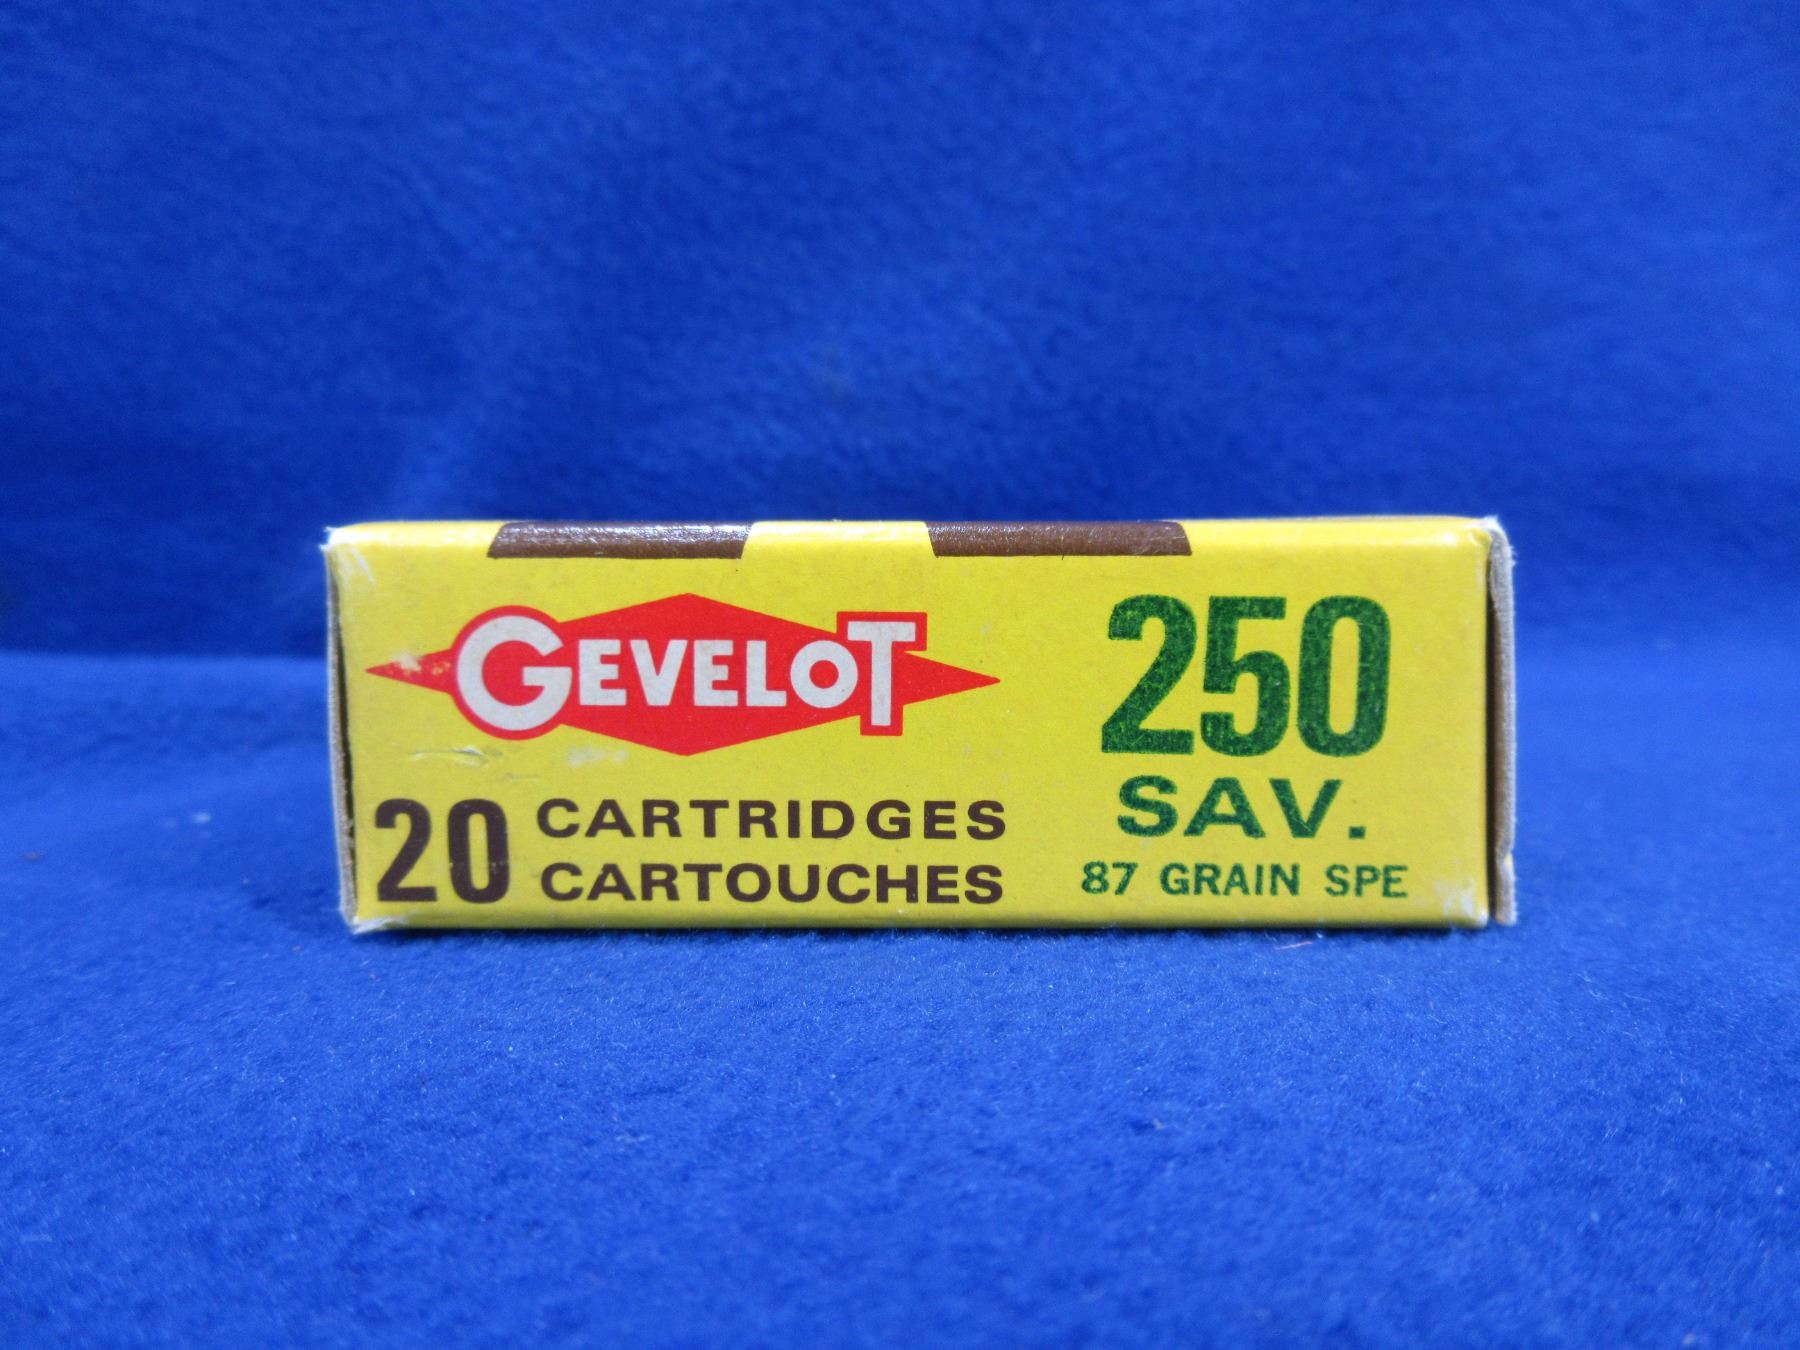 GEVELOT
20 CARTRIDGES
CARTOUCHES
250
SAV.
87 GRAIN SPE